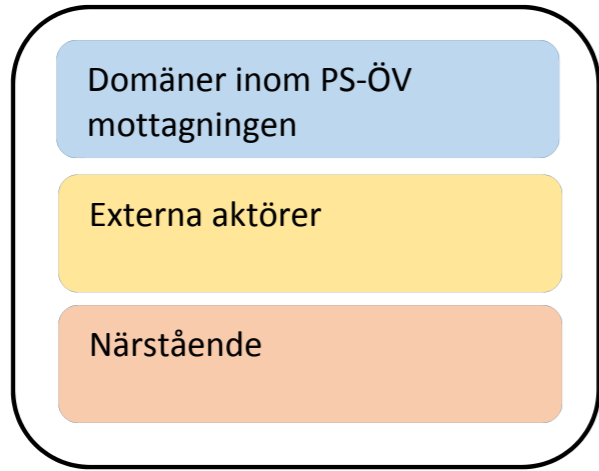 Domäner inom PS-ÖV
mottagningen
Externa aktörer
Närstående